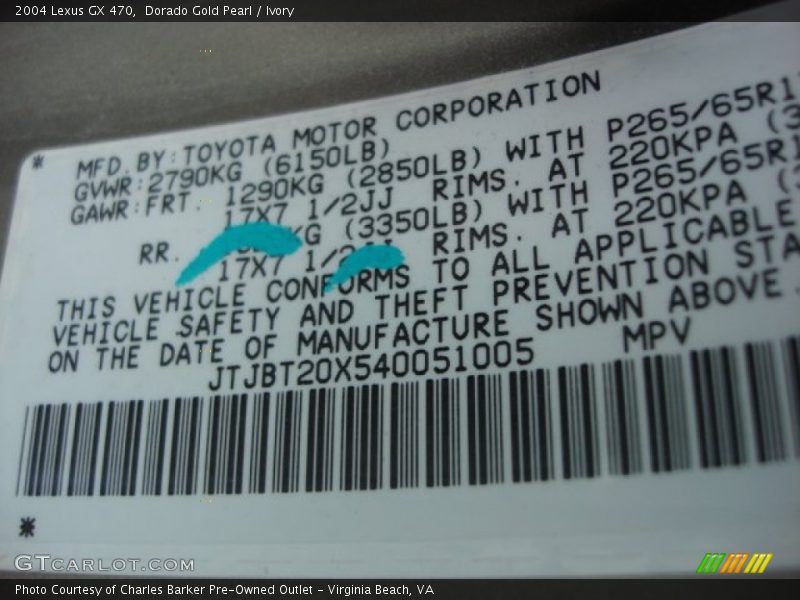 2004 Lexus GX 470, Dorado Gold Pearl / Ivory
MFD. BY: TOYOTA MOTOR CORPORATION
GVWR: 2790KG (6150LB)
GAWR: FRT. 1290KG (2850LB) WITH P265/65R1
17X7 1/2JJ RIMS. AT 220KPA (3
RR. KG (3350LB) WITH P265/65R1
17X7 1/2JJ RIMS. AT 220KPA (3
THIS VEHICLE CONFORMS TO ALL APPLICABLE
VEHICLE SAFETY AND THEFT PREVENTION STA
ON THE DATE OF MANUFACTURE SHOWN ABOVE.
JTJBT20X540051005 MPV
GTCARLOT.COM
Photo Courtesy of Charles Barker Pre-Owned Outlet - Virginia Beach, VA